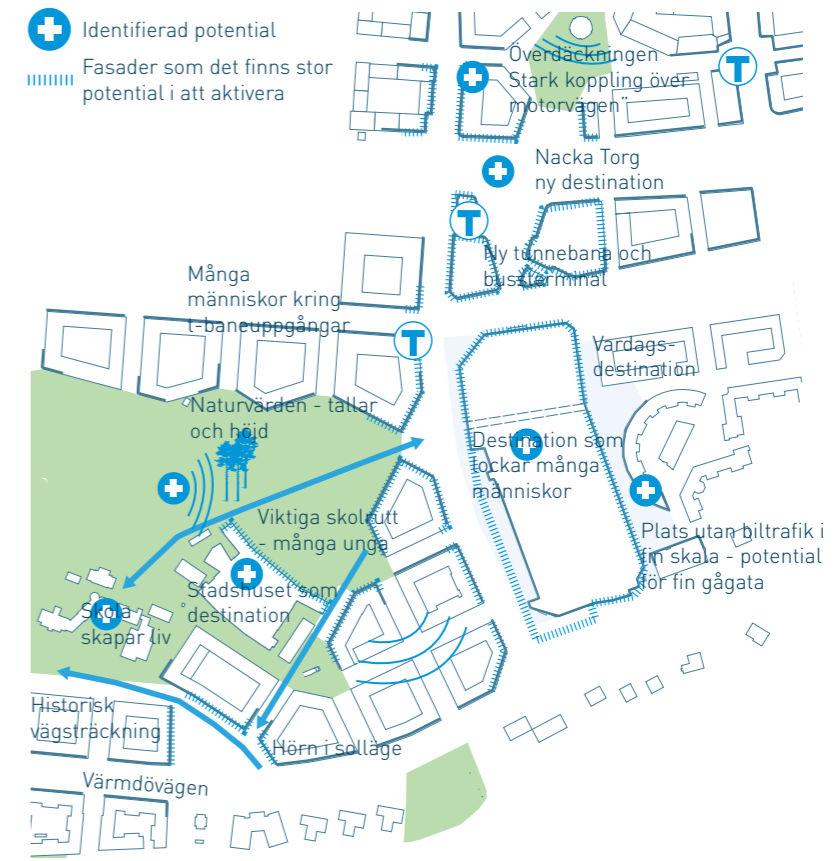 Identifierad potential
Fasader som det finns stor
potential i att aktivera
Överdäckningen
Stark koppling över
motorvägen"
T
Nacka Torg
ny destination
T
Ny tunnebana och
bussterminal
Många
människor kring
t-baneuppgångar
T
Vardags-
destination
Naturvärden - tallar
och höjd
Destination som
lockar många
människor
Viktiga skolrutt
- många unga
Plats utan biltrafik i
fin skala - potential
för fin gågata
Stadshuset som
destination
Skola
skapar liv
Historisk
vägsträckning
Hörn i solläge
Värmdövägen